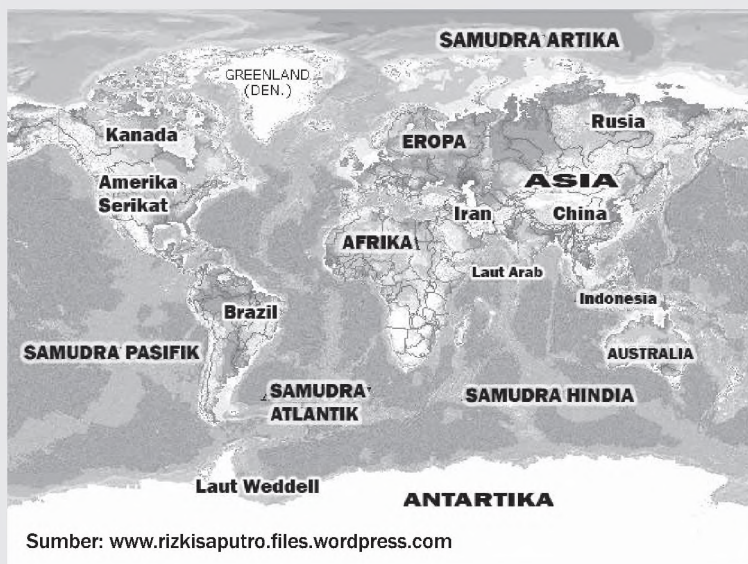 SAMUDRA ARTIKA
GREENLAND
(DEN.)
Kanada
EROPA
Rusia
Amerika
Serikat
ASIA
Iran
China
AFRIKA
Laut Arab
Brazil
Indonesia
SAMUDRA PASIFIK
AUSTRALIA
SAMUDRA
ATLANTIK
SAMUDRA HINDIA
Laut Weddell
ANTARTIKA
Sumber: www.rizkisaputro.files.wordpress.com